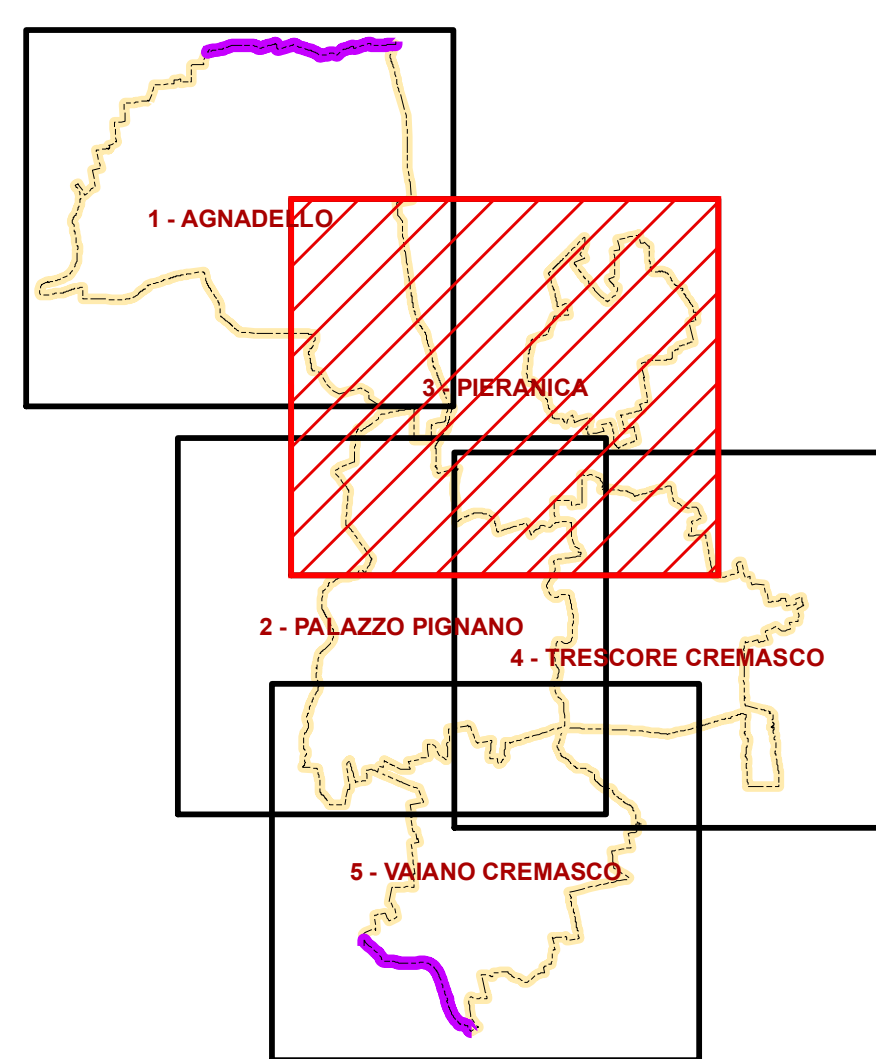 1 - AGNADELLO
3 - PIERANICA
2 - PALAZZO PIGNANO
4 - TRESCORE CREMASCO
5 - VAIANO CREMASCO